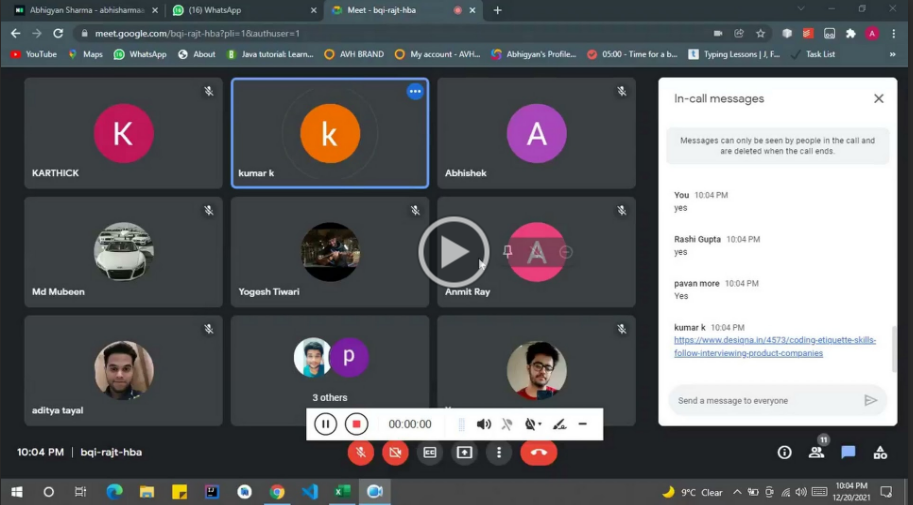 Abhigyan Sharma - abhisharma
(16) WhatsApp
Meet - bqi-rajt-hba
meet.google.com/bqi-rajt-hba?pli=1&authuser=1
A
YouTube
Maps
WhatsApp
About
Java tutorial: Learn...
AVH BRAND
My account - AVH...
Abhigyan's Profile...
05:00 - Time for a b...
Typing Lessons | J, F...
Task List
»
K
KARTHICK
k
kumar k
A
Abhishek
Md Mubeen
Yogesh Tiwari
A
Anmit Ray
aditya tayal
p
3 others
In-call messages
Messages can only be seen by people in the call and
are deleted when the call ends.
You 10:04 PM
yes
Rashi Gupta 10:04 PM
yes
pavan more 10:04 PM
Yes
kumar k 10:04 PM
https://www.desiqna.in/4573/coding-etiquette-skills-
follow-interviewing-product-companies
Send a message to everyone
00:00:00
10:04 PM | bqi-rajt-hba
CC
11
9°C Clear
10:04 PM
12/20/2021